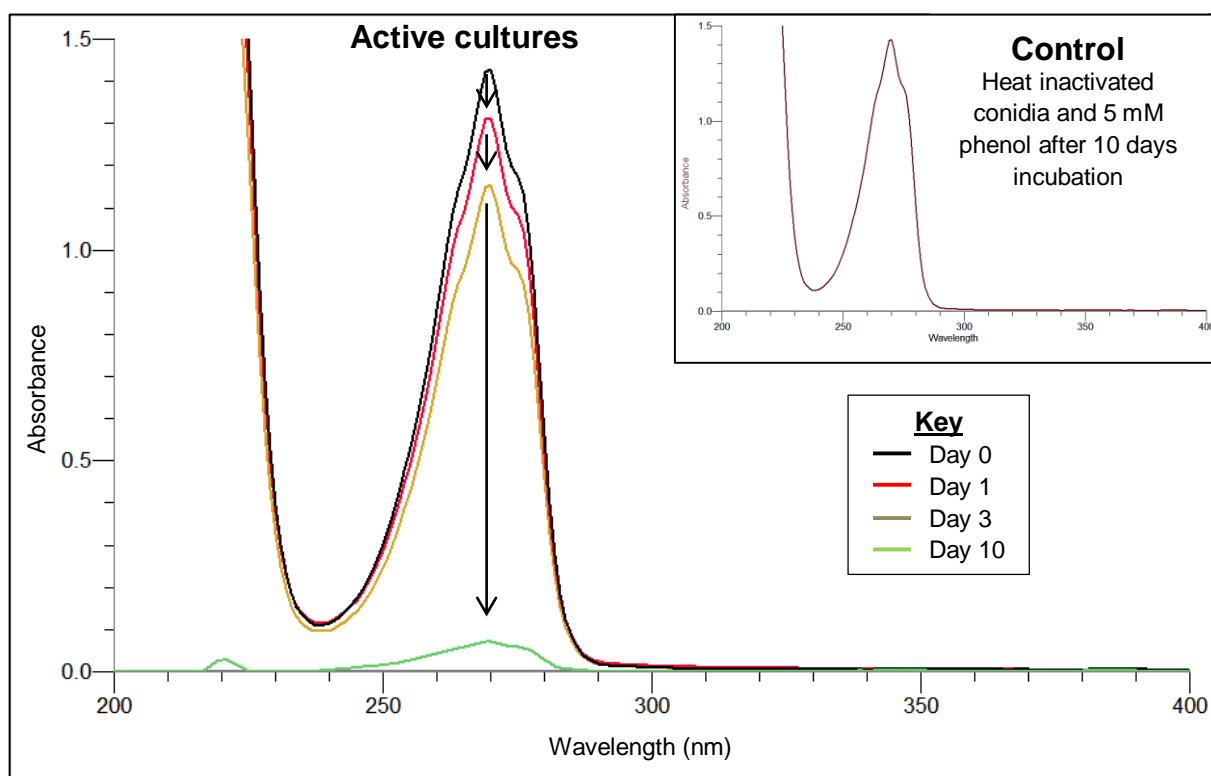 Active cultures
1.5
1.0
0.5
0.0
Absorbance
200
250
300
350
400
Wavelength (nm)
Control
Heat inactivated
conidia and 5 mM
phenol after 10 days
incubation
1.5
1.0
0.5
0.0
Absorbance
200
250
300
350
400
Wavelength
Key
Day 0
Day 1
Day 3
Day 10